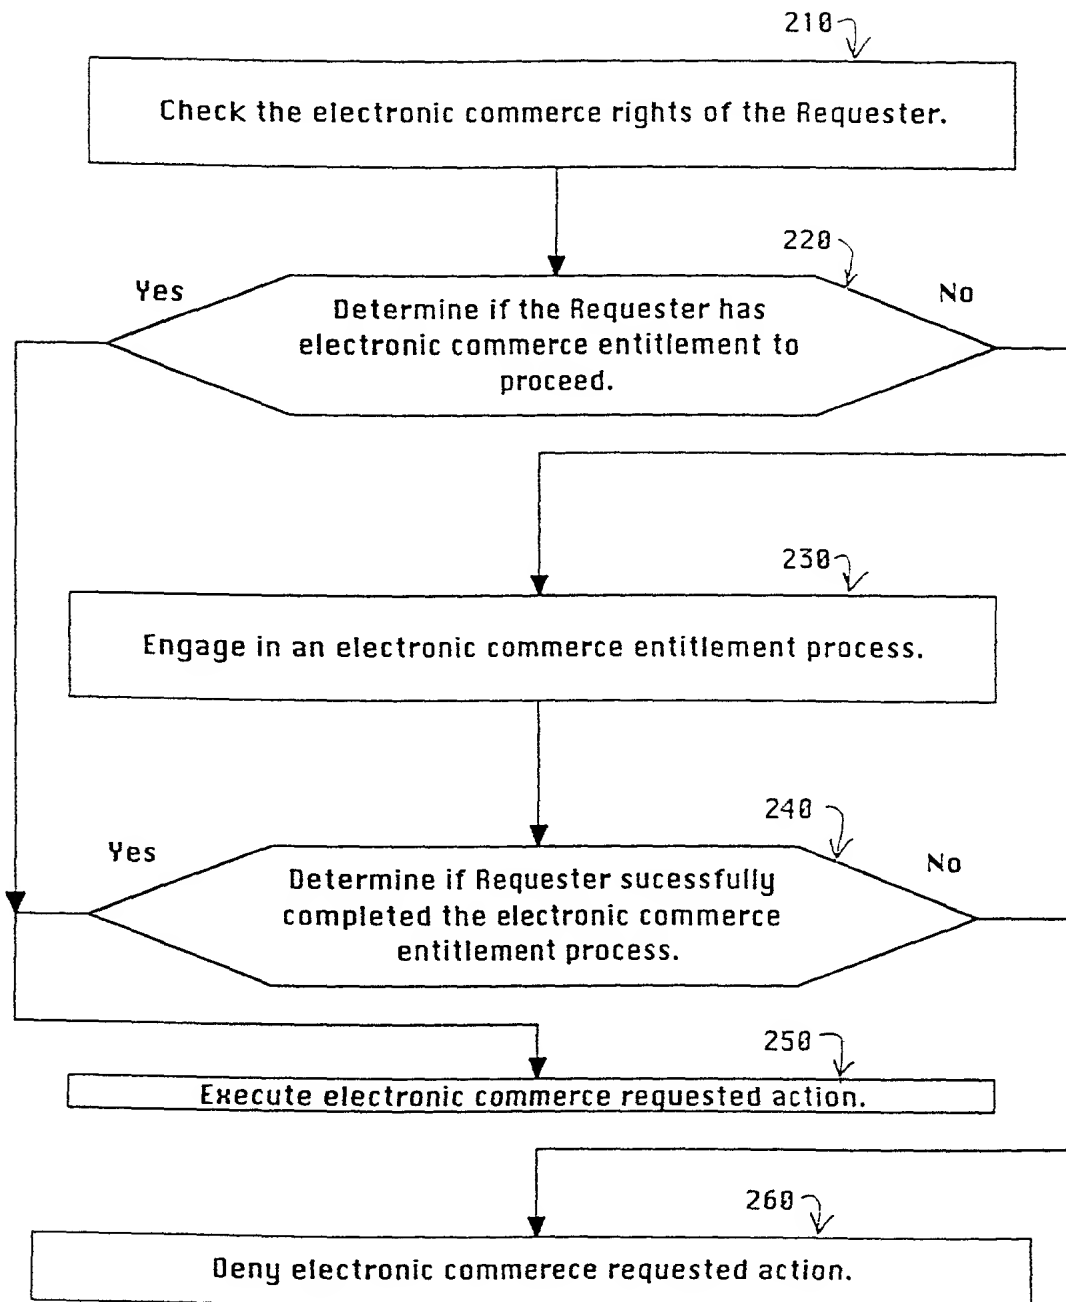 210
Check the electronic commerce rights of the Requester.
220
Yes
No
Determine if the Requester has
electronic commerce entitlement to
proceed.
230
Engage in an electronic commerce entitlement process.
240
Yes
No
Determine if Requester sucessfully
completed the electronic commerce
entitlement process.
250
Execute electronic commerce requested action.
260
Deny electronic commerece requested action.